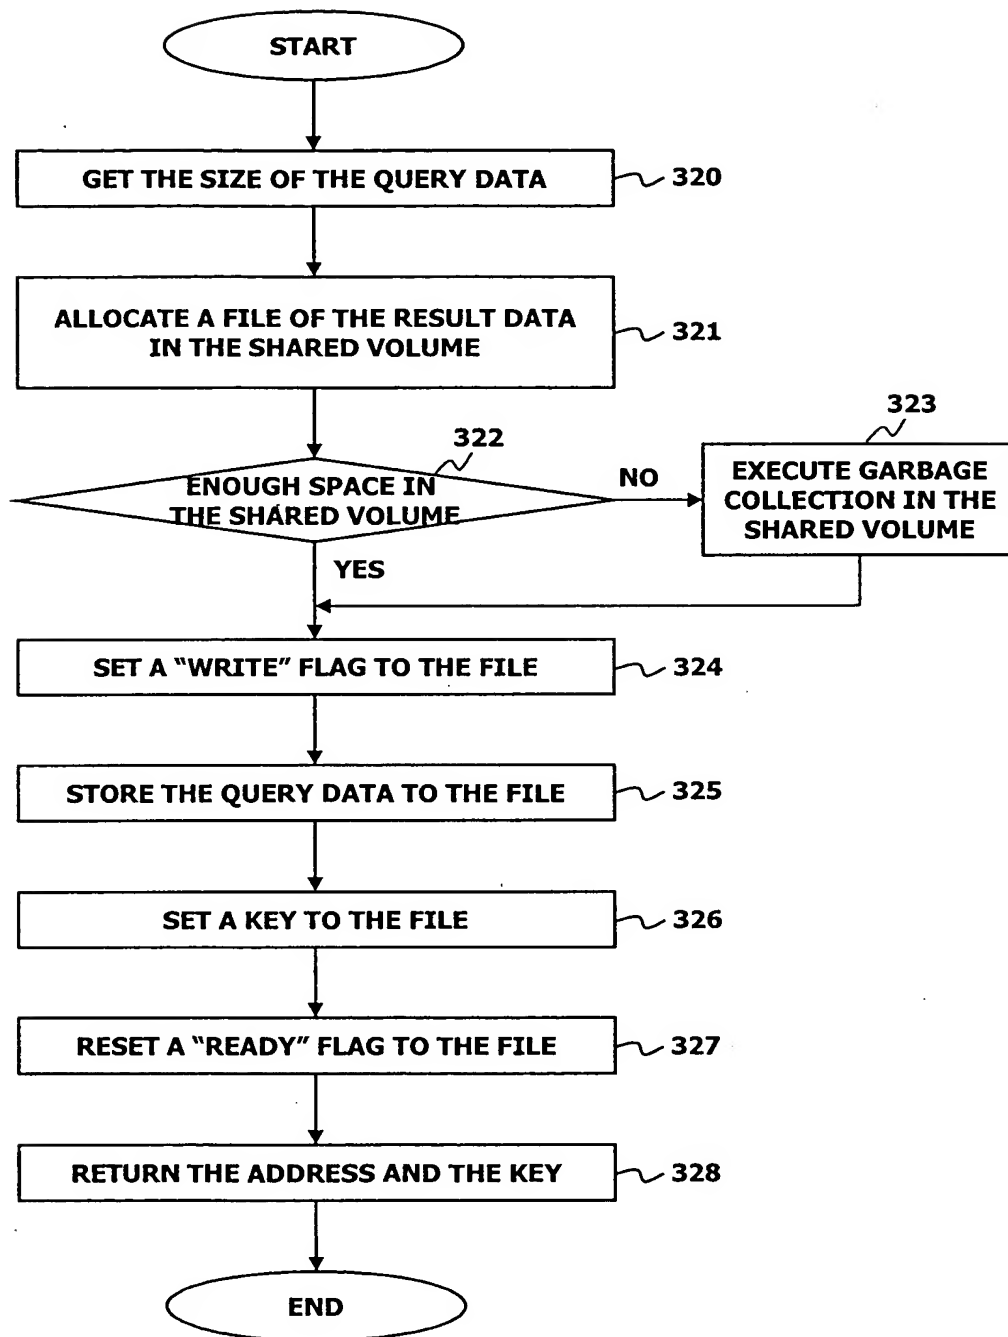 START
GET THE SIZE OF THE QUERY DATA
320
ALLOCATE A FILE OF THE RESULT DATA
IN THE SHARED VOLUME
321
322
ENOUGH SPACE IN
THE SHARED VOLUME
NO
323
EXECUTE GARBAGE
COLLECTION IN THE
SHARED VOLUME
YES
SET A “WRITE” FLAG TO THE FILE
324
STORE THE QUERY DATA TO THE FILE
325
SET A KEY TO THE FILE
326
RESET A “READY” FLAG TO THE FILE
327
RETURN THE ADDRESS AND THE KEY
328
END